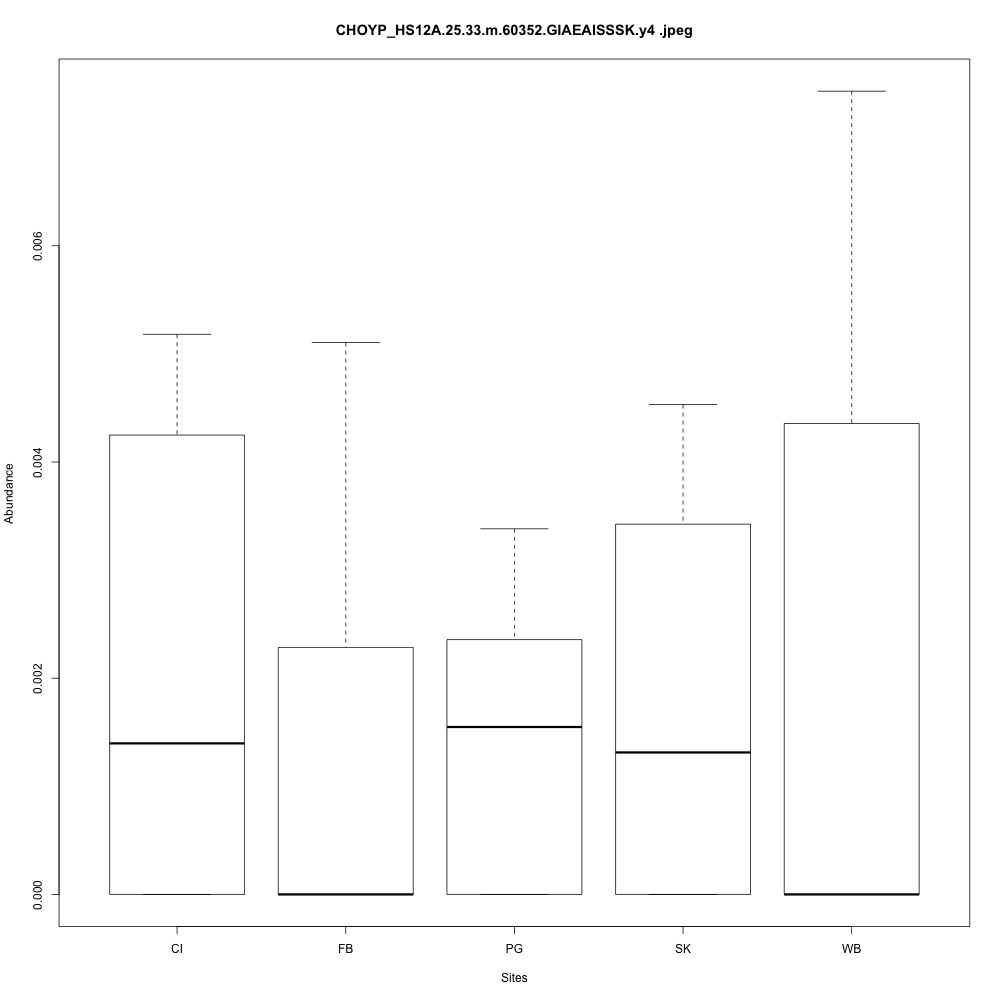 CHOYP_HS12A.25.33.m.60352.GIAEAISSSK.y4 .jpeg
Abundance
0.006
0.004
0.002
0.000
CI FB PG SK WB
Sites